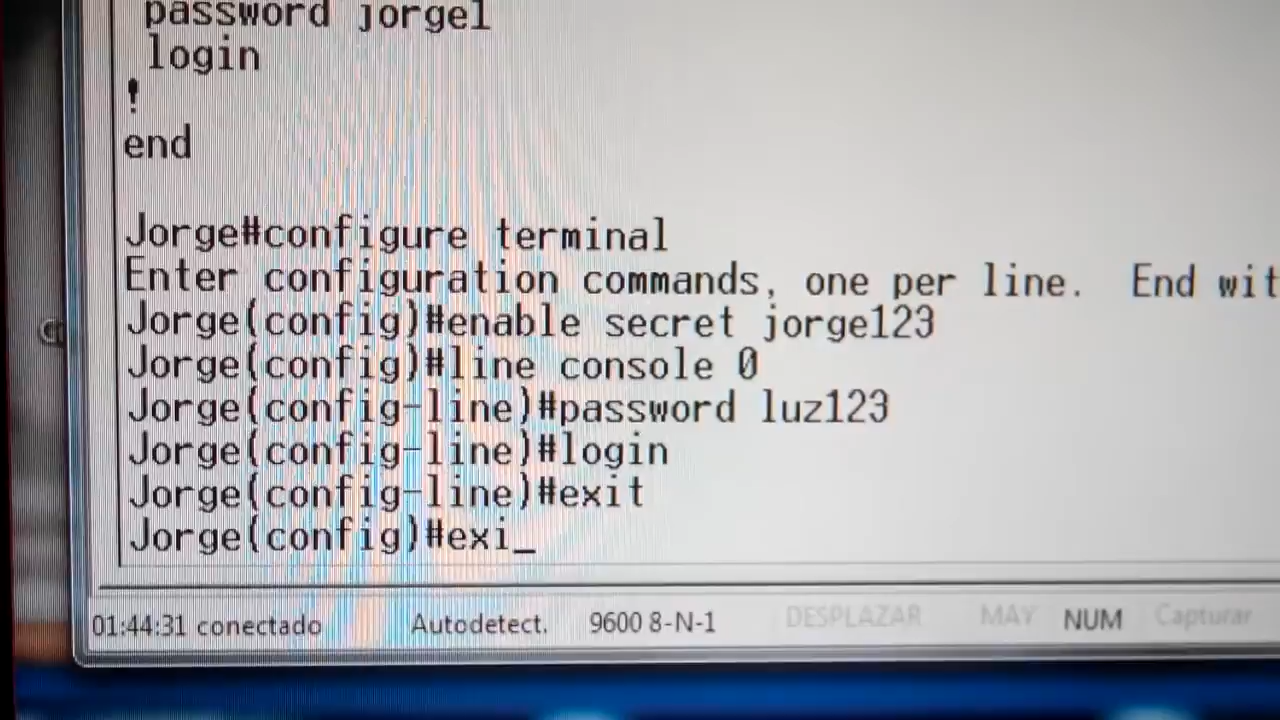 password jorge1
login
!
end
Jorge#configure terminal
Enter configuration commands, one per line. End wit
Jorge(config)#enable secret jorge123
Jorge(config)#line console 0
Jorge(config-line)#password luz123
Jorge(config-line)#login
Jorge(config-line)#exit
Jorge(config)#exi_
01:44:31 conectado Autodetect. 9600 8-N-1 DESPLAZAR MAY NUM Capturar